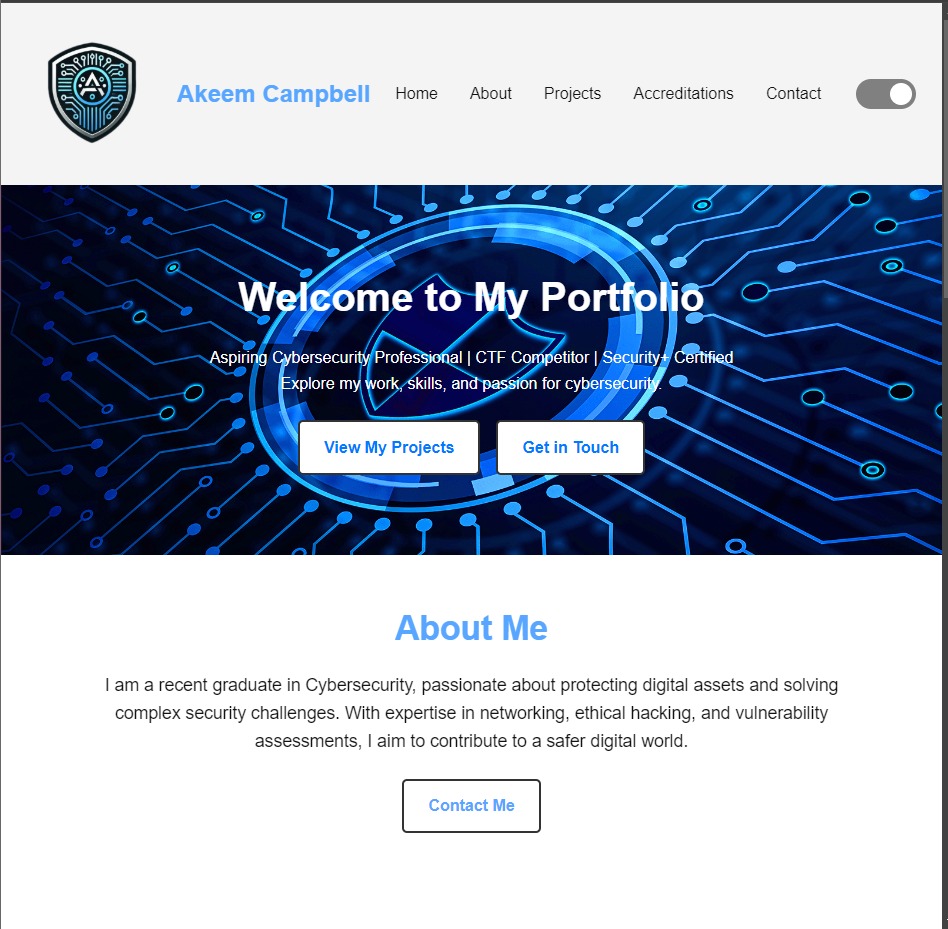 Akeem Campbell Home About Projects Accreditations Contact
Welcome to My Portfolio
Aspiring Cybersecurity Professional | CTF Competitor | Security+ Certified
Explore my work, skills, and passion for cybersecurity.
View My Projects Get in Touch
About Me
I am a recent graduate in Cybersecurity, passionate about protecting digital assets and solving
complex security challenges. With expertise in networking, ethical hacking, and vulnerability
assessments, I aim to contribute to a safer digital world.
Contact Me